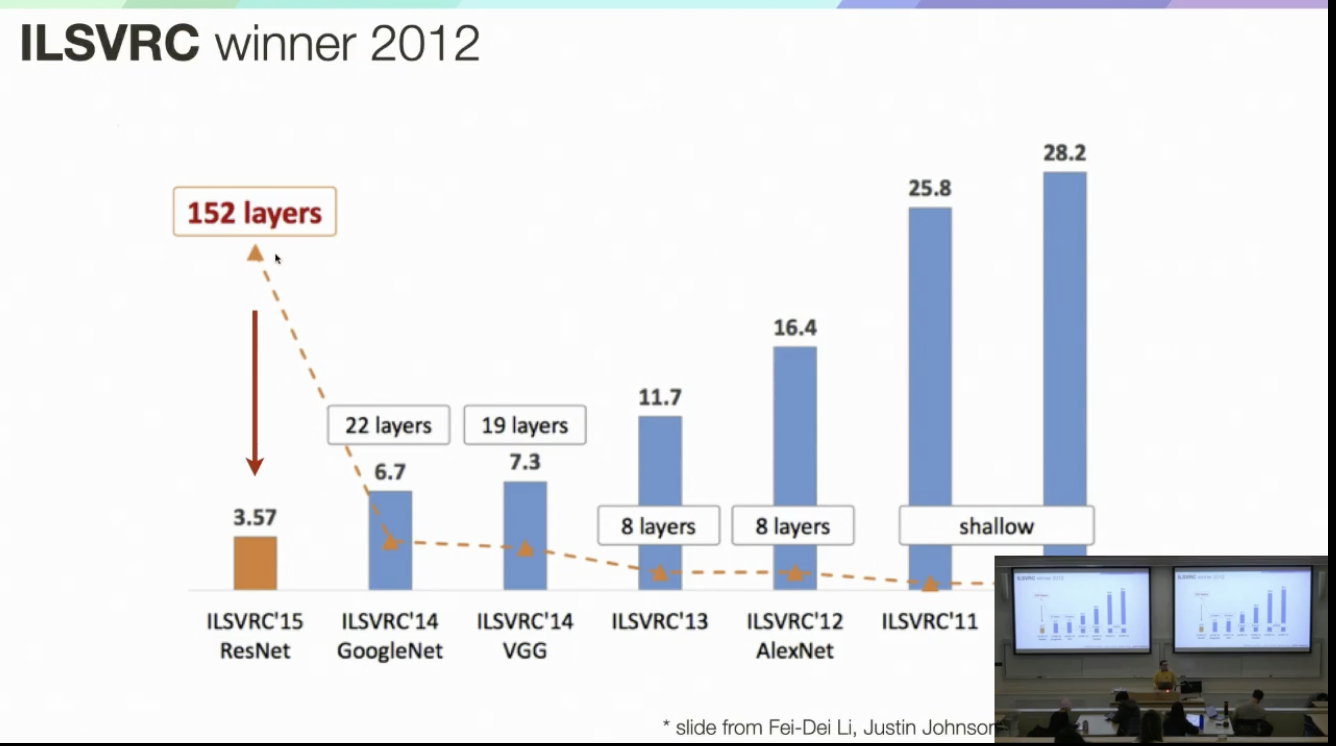 ILSVRC winner 2012
28.2
25.8
152 layers
16.4
11.7
22 layers
19 layers
6.7
7.3
3.57
8 layers
8 layers
shallow
ILSVRC'15
ResNet
ILSVRC'14
GoogleNet
ILSVRC'14
VGG
ILSVRC'13
ILSVRC'12
AlexNet
ILSVRC'11
* slide from Fei-Dei Li, Justin Johnson